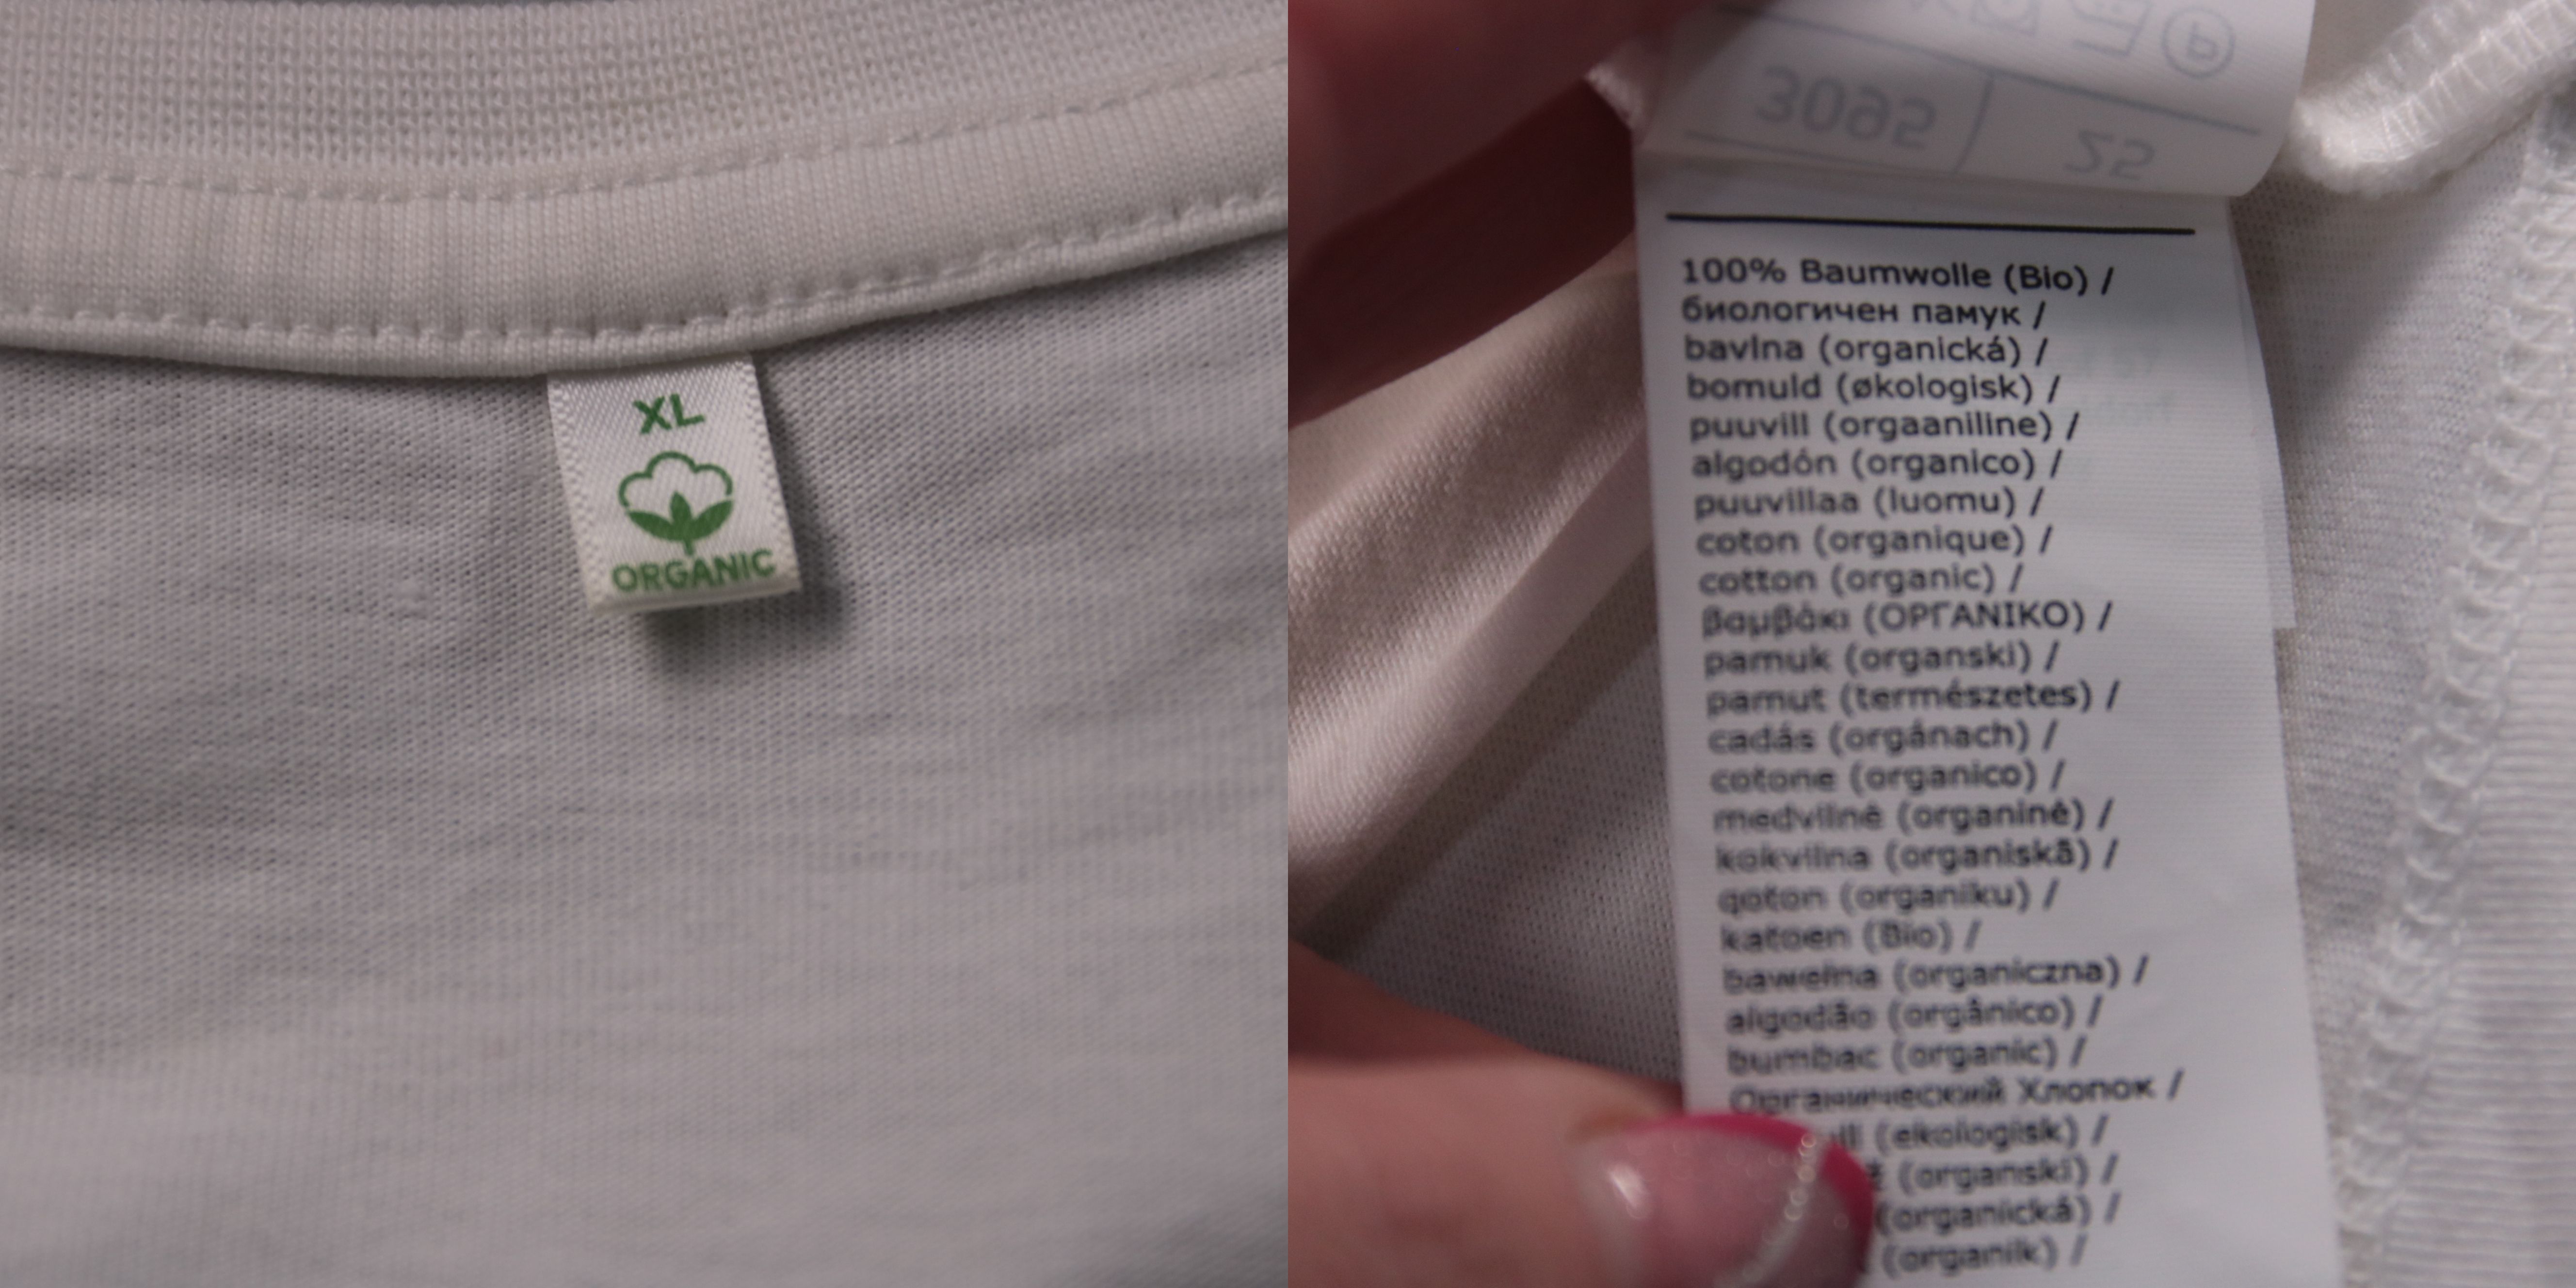 XL
ORGANIC
3095
25
100% Baumwolle (Bio) /
биологичен памук /
bavlna (organická) /
bomuld (økologisk) /
puuvill (orgaaniline) /
algodón (organico) /
puuvillaa (luomu) /
coton (organique) /
cotton (organic) /
βαμβάκι (ΟΡΓΑΝΙΚΟ) /
pamuk (organski) /
pamut (természetes) /
cadás (orgánach) /
cotone (organico) /
medvilnė (organinė) /
kokvilna (organiskā) /
qoton (organiku) /
katoen (Bio) /
bawełna (organiczna) /
algodão (orgânico) /
bumbac (organic) /
Органический Хлопок /
(ekologisk) /
(organski) /
(organická) /
(organik) /